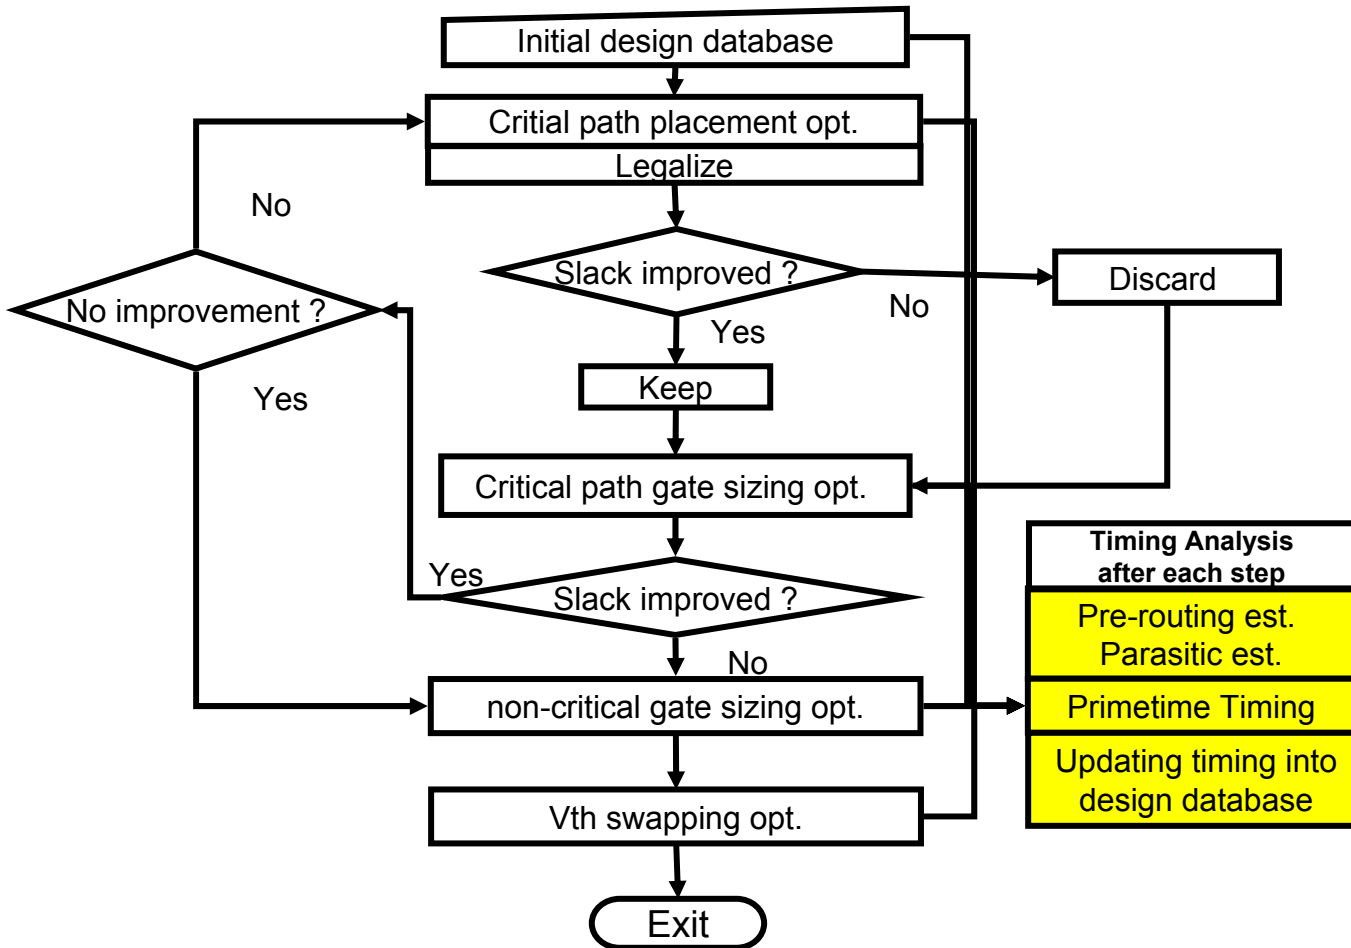 Initial design database
Critial path placement opt.
Legalize
No
Slack improved ?
Discard
No improvement ?
No
Yes
Keep
Yes
Critical path gate sizing opt.
Timing Analysis
after each step
Yes
Slack improved ?
Pre-routing est.
Parasitic est.
No
non-critical gate sizing opt.
Primetime Timing
Updating timing into
design database
Vth swapping opt.
Exit